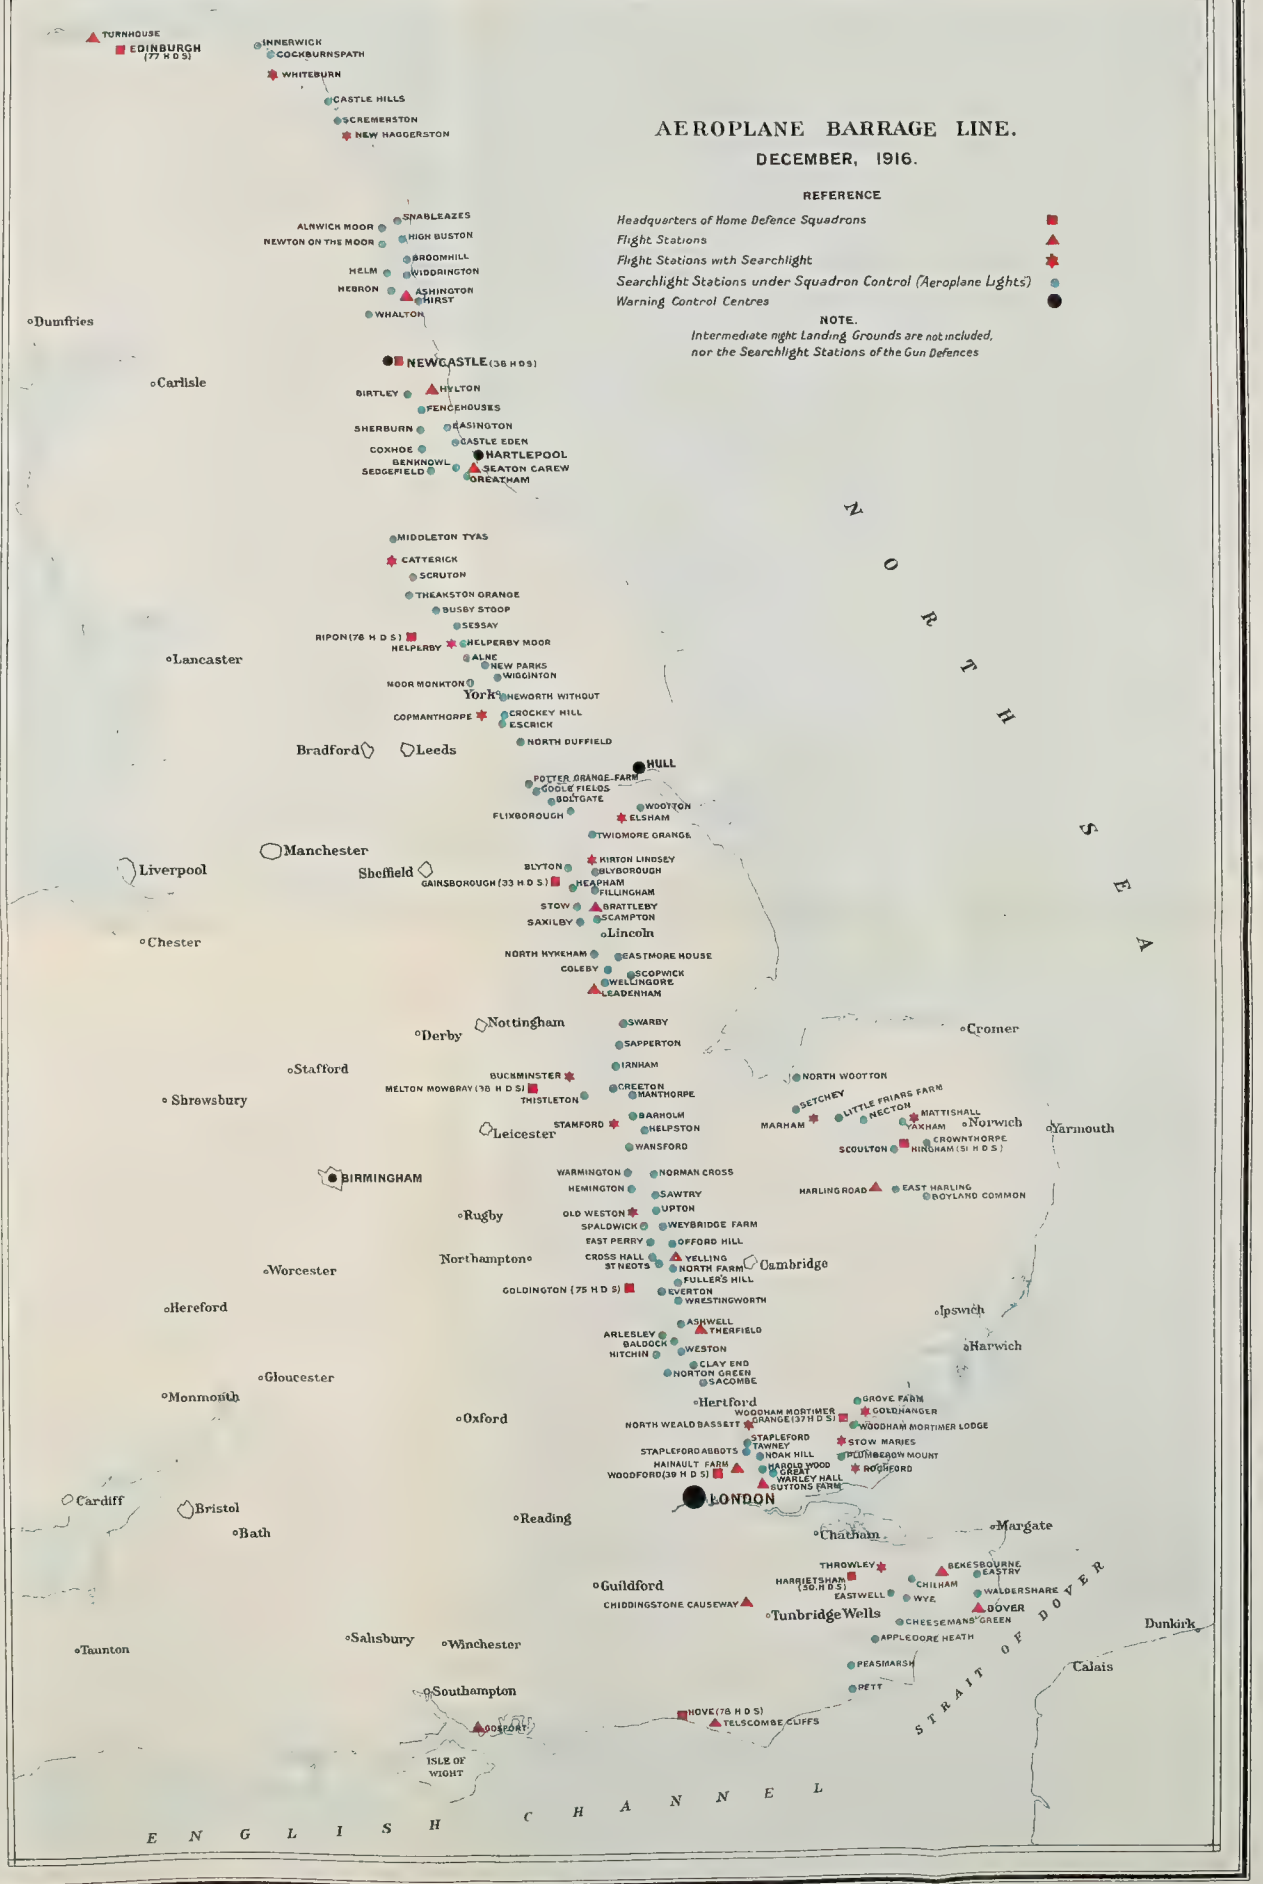 TURNHOUSE
EDINBURGH
(77 H D S)
INNERWICK
COCKBURNSPATH
WHITEBURN
CASTLE HILLS
SCREMERSTON
NEW HAGGERSTON
AEROPLANE BARRAGE LINE.
DECEMBER, 1916.
REFERENCE
Headquarters of Home Defence Squadrons
Flight Stations
Flight Stations with Searchlight
Searchlight Stations under Squadron Control (Aeroplane Lights)
Warning Control Centres
NOTE.
Intermediate night Landing Grounds are not included,
nor the Searchlight Stations of the Gun Defences
SNABLEAZES
ALNWICK MOOR
HIGH BUSTON
NEWTON ON THE MOOR
BROOMHILL
HELM
WIDDRINGTON
HEBRON
ASHINGTON
HIRST
WHALTON
Dumfries
NEWCASTLE (36 H D S)
Carlisle
HYLTON
BIRTLEY
FENCEHOUSES
EASINGTON
SHERBURN
CASTLE EDEN
COXHOE
HARTLEPOOL
BENKNOWL
SEATON CAREW
SEDGEFIELD
GREATHAM
NORTH SEA
MIDDLETON TYAS
CATTERICK
SCRUTON
THEAKSTON GRANGE
BUSBY STOOP
SESSAY
RIPON (76 H D S)
HELPERBY
HELPERBY MOOR
ALNE
Lancaster
NEW PARKS
WIGGINTON
MOOR MONKTON
York
HEWORTH WITHOUT
COPMANTHORPE
CROCKEY HILL
ESCRICK
NORTH DUFFIELD
Bradford
Leeds
HULL
POTTER GRANGE FARM
GOOLE FIELDS
BOLTGATE
WOOTTON
FLIXBOROUGH
ELSHAM
TWIDMORE GRANGE
Manchester
KIRTON LINDSEY
Liverpool
Sheffield
BLYTON
BLYBOROUGH
GAINSBOROUGH (33 H D S)
HEAPHAM
FILLINGHAM
STOW
BRATTLEBY
SAXILBY
SCAMPTON
Lincoln
Chester
NORTH HYKEHAM
EASTMORE HOUSE
COLEBY
SCOPWICK
WELLINGORE
LEADENHAM
Nottingham
SWARBY
Cromer
Derby
SAPPERTON
Stafford
IRNHAM
BUCKMINSTER
NORTH WOOTTON
MELTON MOWBRAY (38 H D S)
CREETON
MANTHORPE
THISTLETON
Shrewsbury
SETCHEY
LITTLE FRIARS FARM
NECTON
MATTISHALL
YAXHAM
MARHAM
Norwich
Yarmouth
BARHOLM
STAMFORD
HELPSTON
Leicester
WANSFORD
CROWNTHORPE
SCOULTON
HINGHAM (51 H D S)
WARMINGTON
NORMAN CROSS
BIRMINGHAM
HEMINGTON
SAWTRY
HARLING ROAD
EAST HARLING
BOYLAND COMMON
Rugby
OLD WESTON
UPTON
SPALDWICK
WEYBRIDGE FARM
EAST PERRY
OFFORD HILL
Northampton
CROSS HALL
YELLING
Cambridge
ST NEOTS
NORTH FARM
Worcester
FULLER'S HILL
GOLDINGTON (75 H D S)
EVERTON
WRESTINGWORTH
Hereford
Ipswich
ASHWELL
THERFIELD
ARLESLEY
BALDOCK
Harwich
HITCHIN
WESTON
CLAY END
Gloucester
NORTON GREEN
SACOMBE
Monmouth
Hertford
GROVE FARM
Oxford
WOODHAM MORTIMER
GRANGE (37 H D S)
GOLDHANGER
NORTH WEALD BASSETT
WOODHAM MORTIMER LODGE
STAPLEFORD
TAWNEY
STOW MARIES
STAPLEFORD ABBOTS
NOAK HILL
PLUMBEROW MOUNT
HAINAULT FARM
HAROLD WOOD
ROCHFORD
WOODFORD (39 H D S)
GREAT
WARLEY HALL
SUTTONS FARM
LONDON
Cardiff
Bristol
Bath
Reading
Chatham
Margate
THROWLEY
BEKESBOURNE
HARRIETSHAM
(50. H D S)
EASTRY
CHILHAM
Guildford
EASTWELL
WYE
WALDERSHARE
CHIDDINGSTONE CAUSEWAY
DOVER
Tunbridge Wells
CHEESEMANS GREEN
Dunkirk
APPLEDORE HEATH
STRAIT OF DOVER
Taunton
Salisbury
Winchester
PEASMARSH
Calais
PETT
Southampton
HOVE (78 H D S)
TELSCOMBE CLIFFS
GOSPORT
ISLE OF
WIGHT
ENGLISH CHANNEL